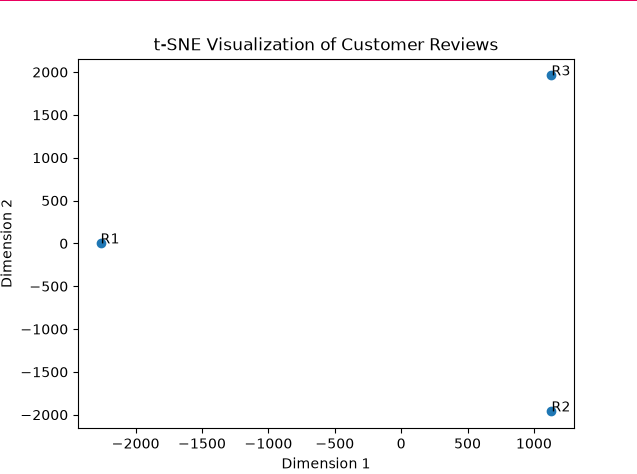 t-SNE Visualization of Customer Reviews
2000
R3
1500
1000
500
0
R1
−500
−1000
−1500
−2000
R2
Dimension 2
−2000
−1500
−1000
−500
0
500
1000
Dimension 1